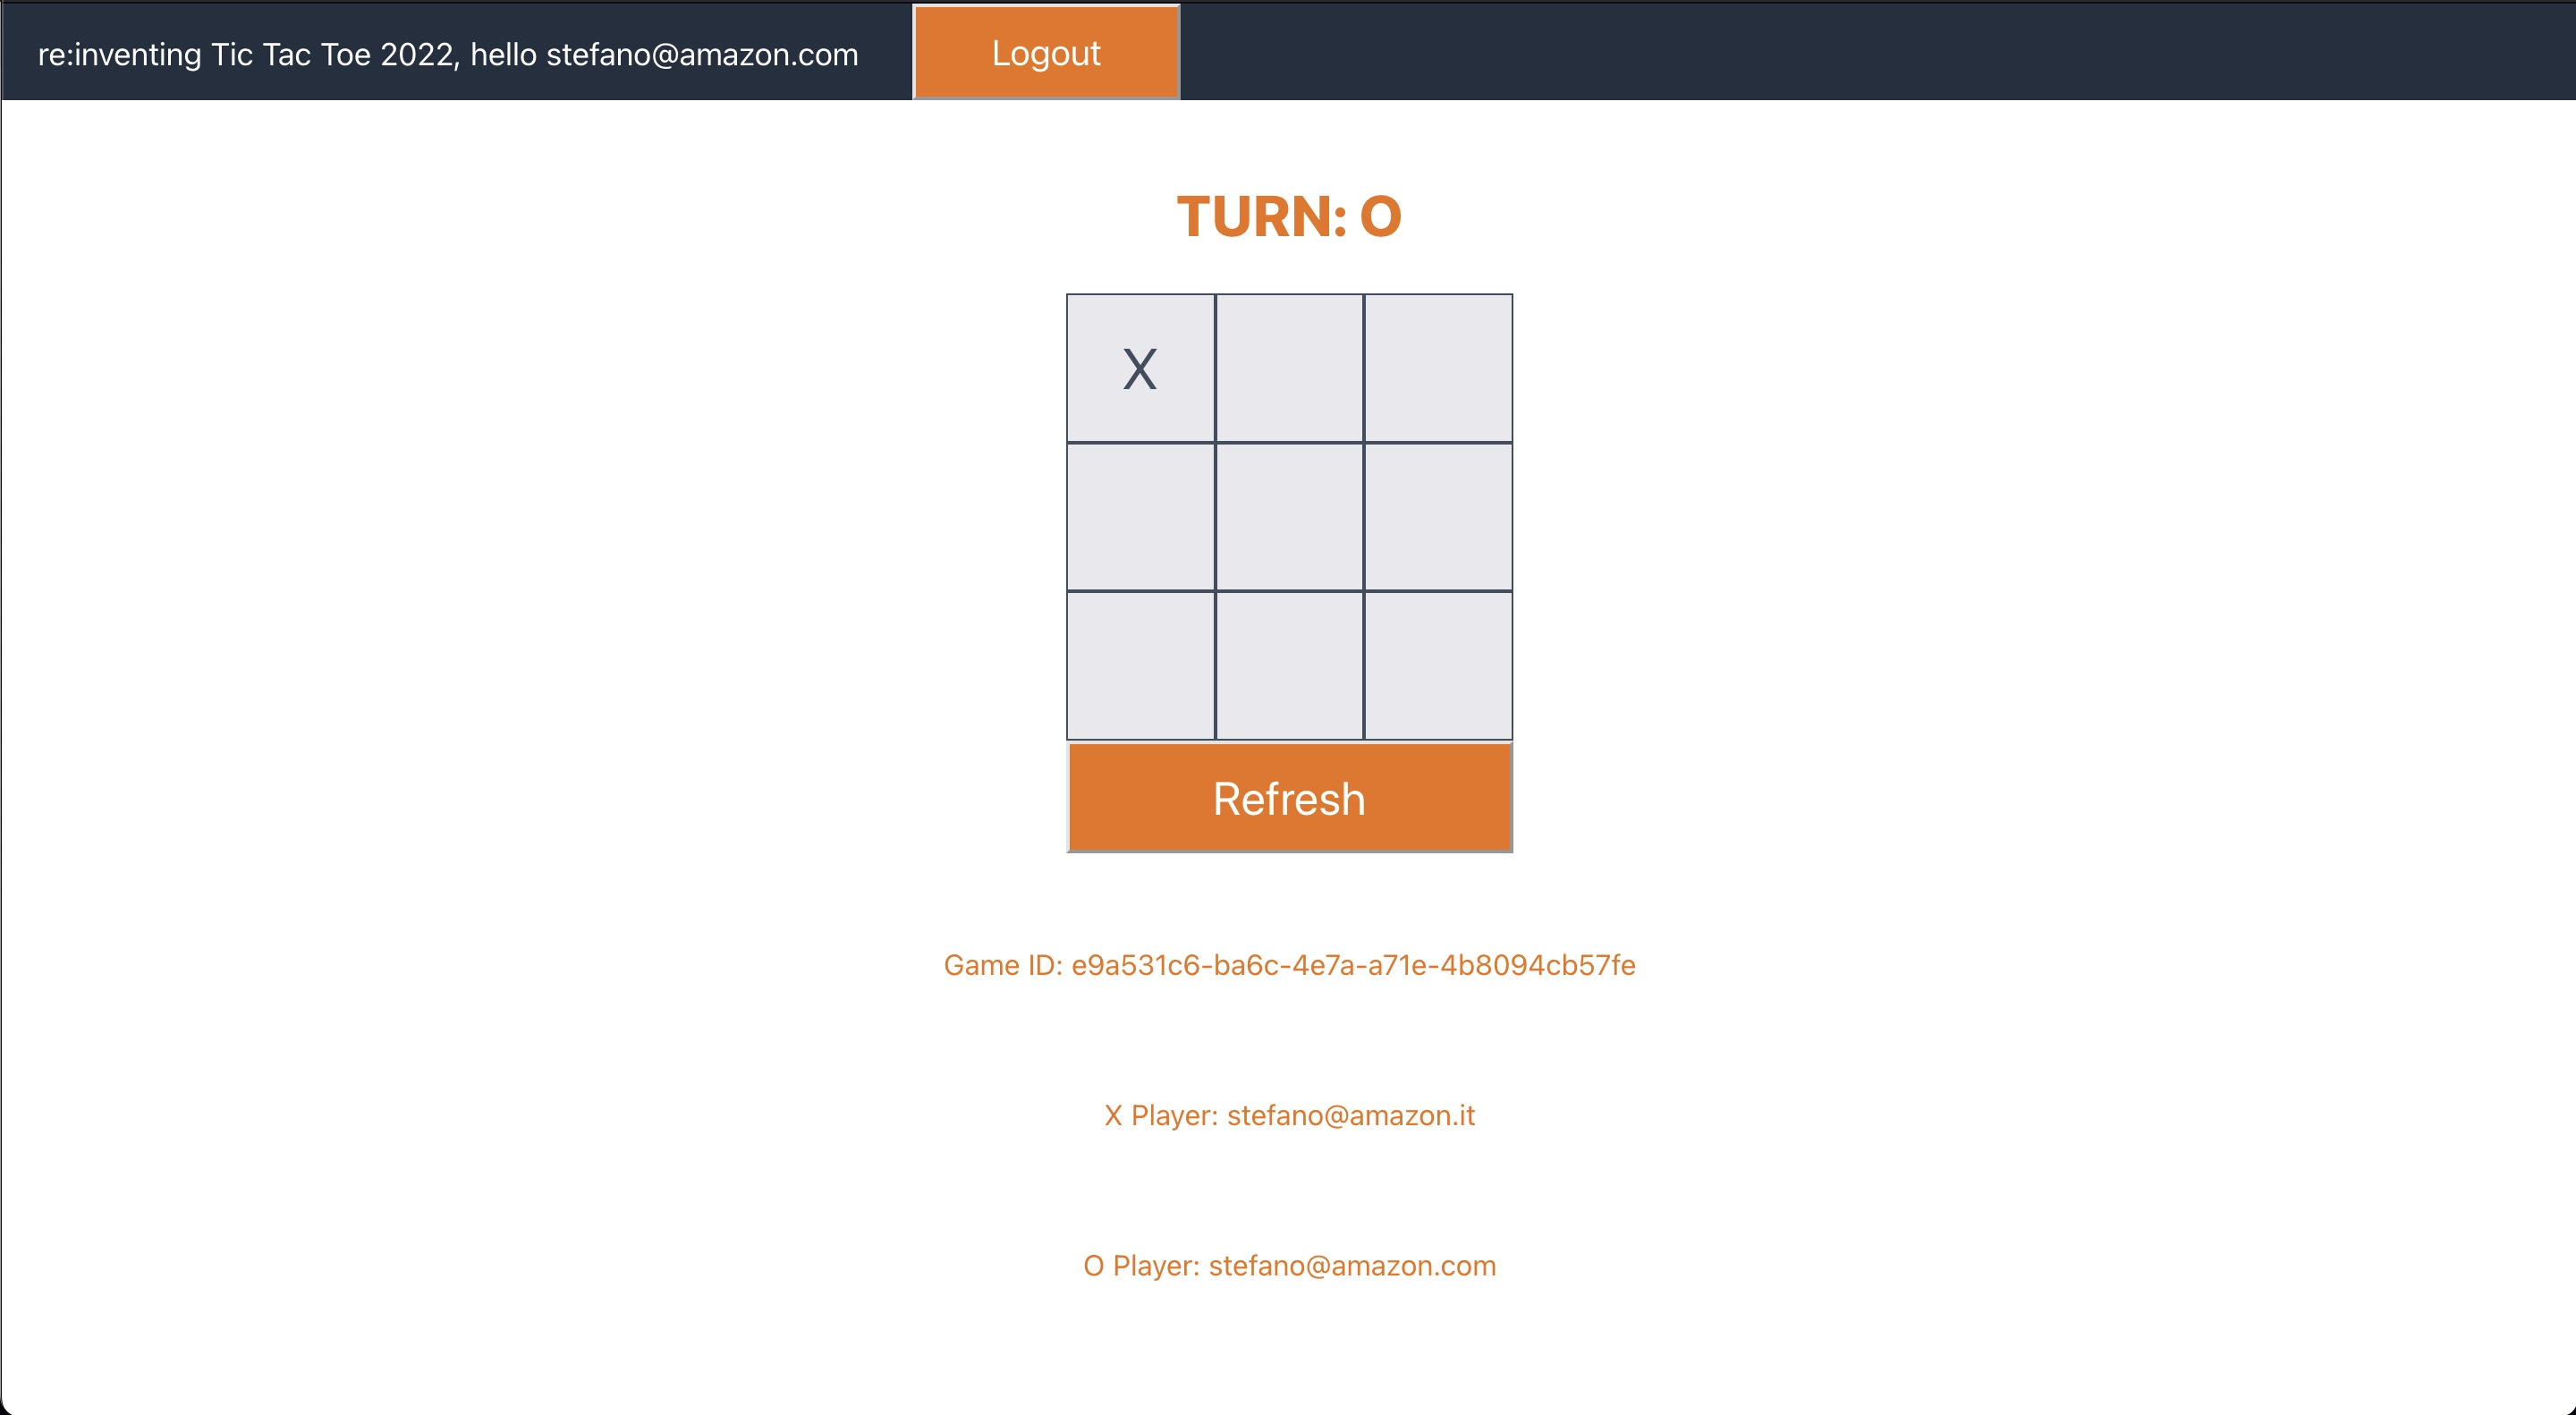 re:inventing Tic Tac Toe 2022, hello stefano@amazon.com
Logout
TURN: O
X
Refresh
Game ID: e9a531c6-ba6c-4e7a-a71e-4b8094cb57fe
X Player: stefano@amazon.it
O Player: stefano@amazon.com